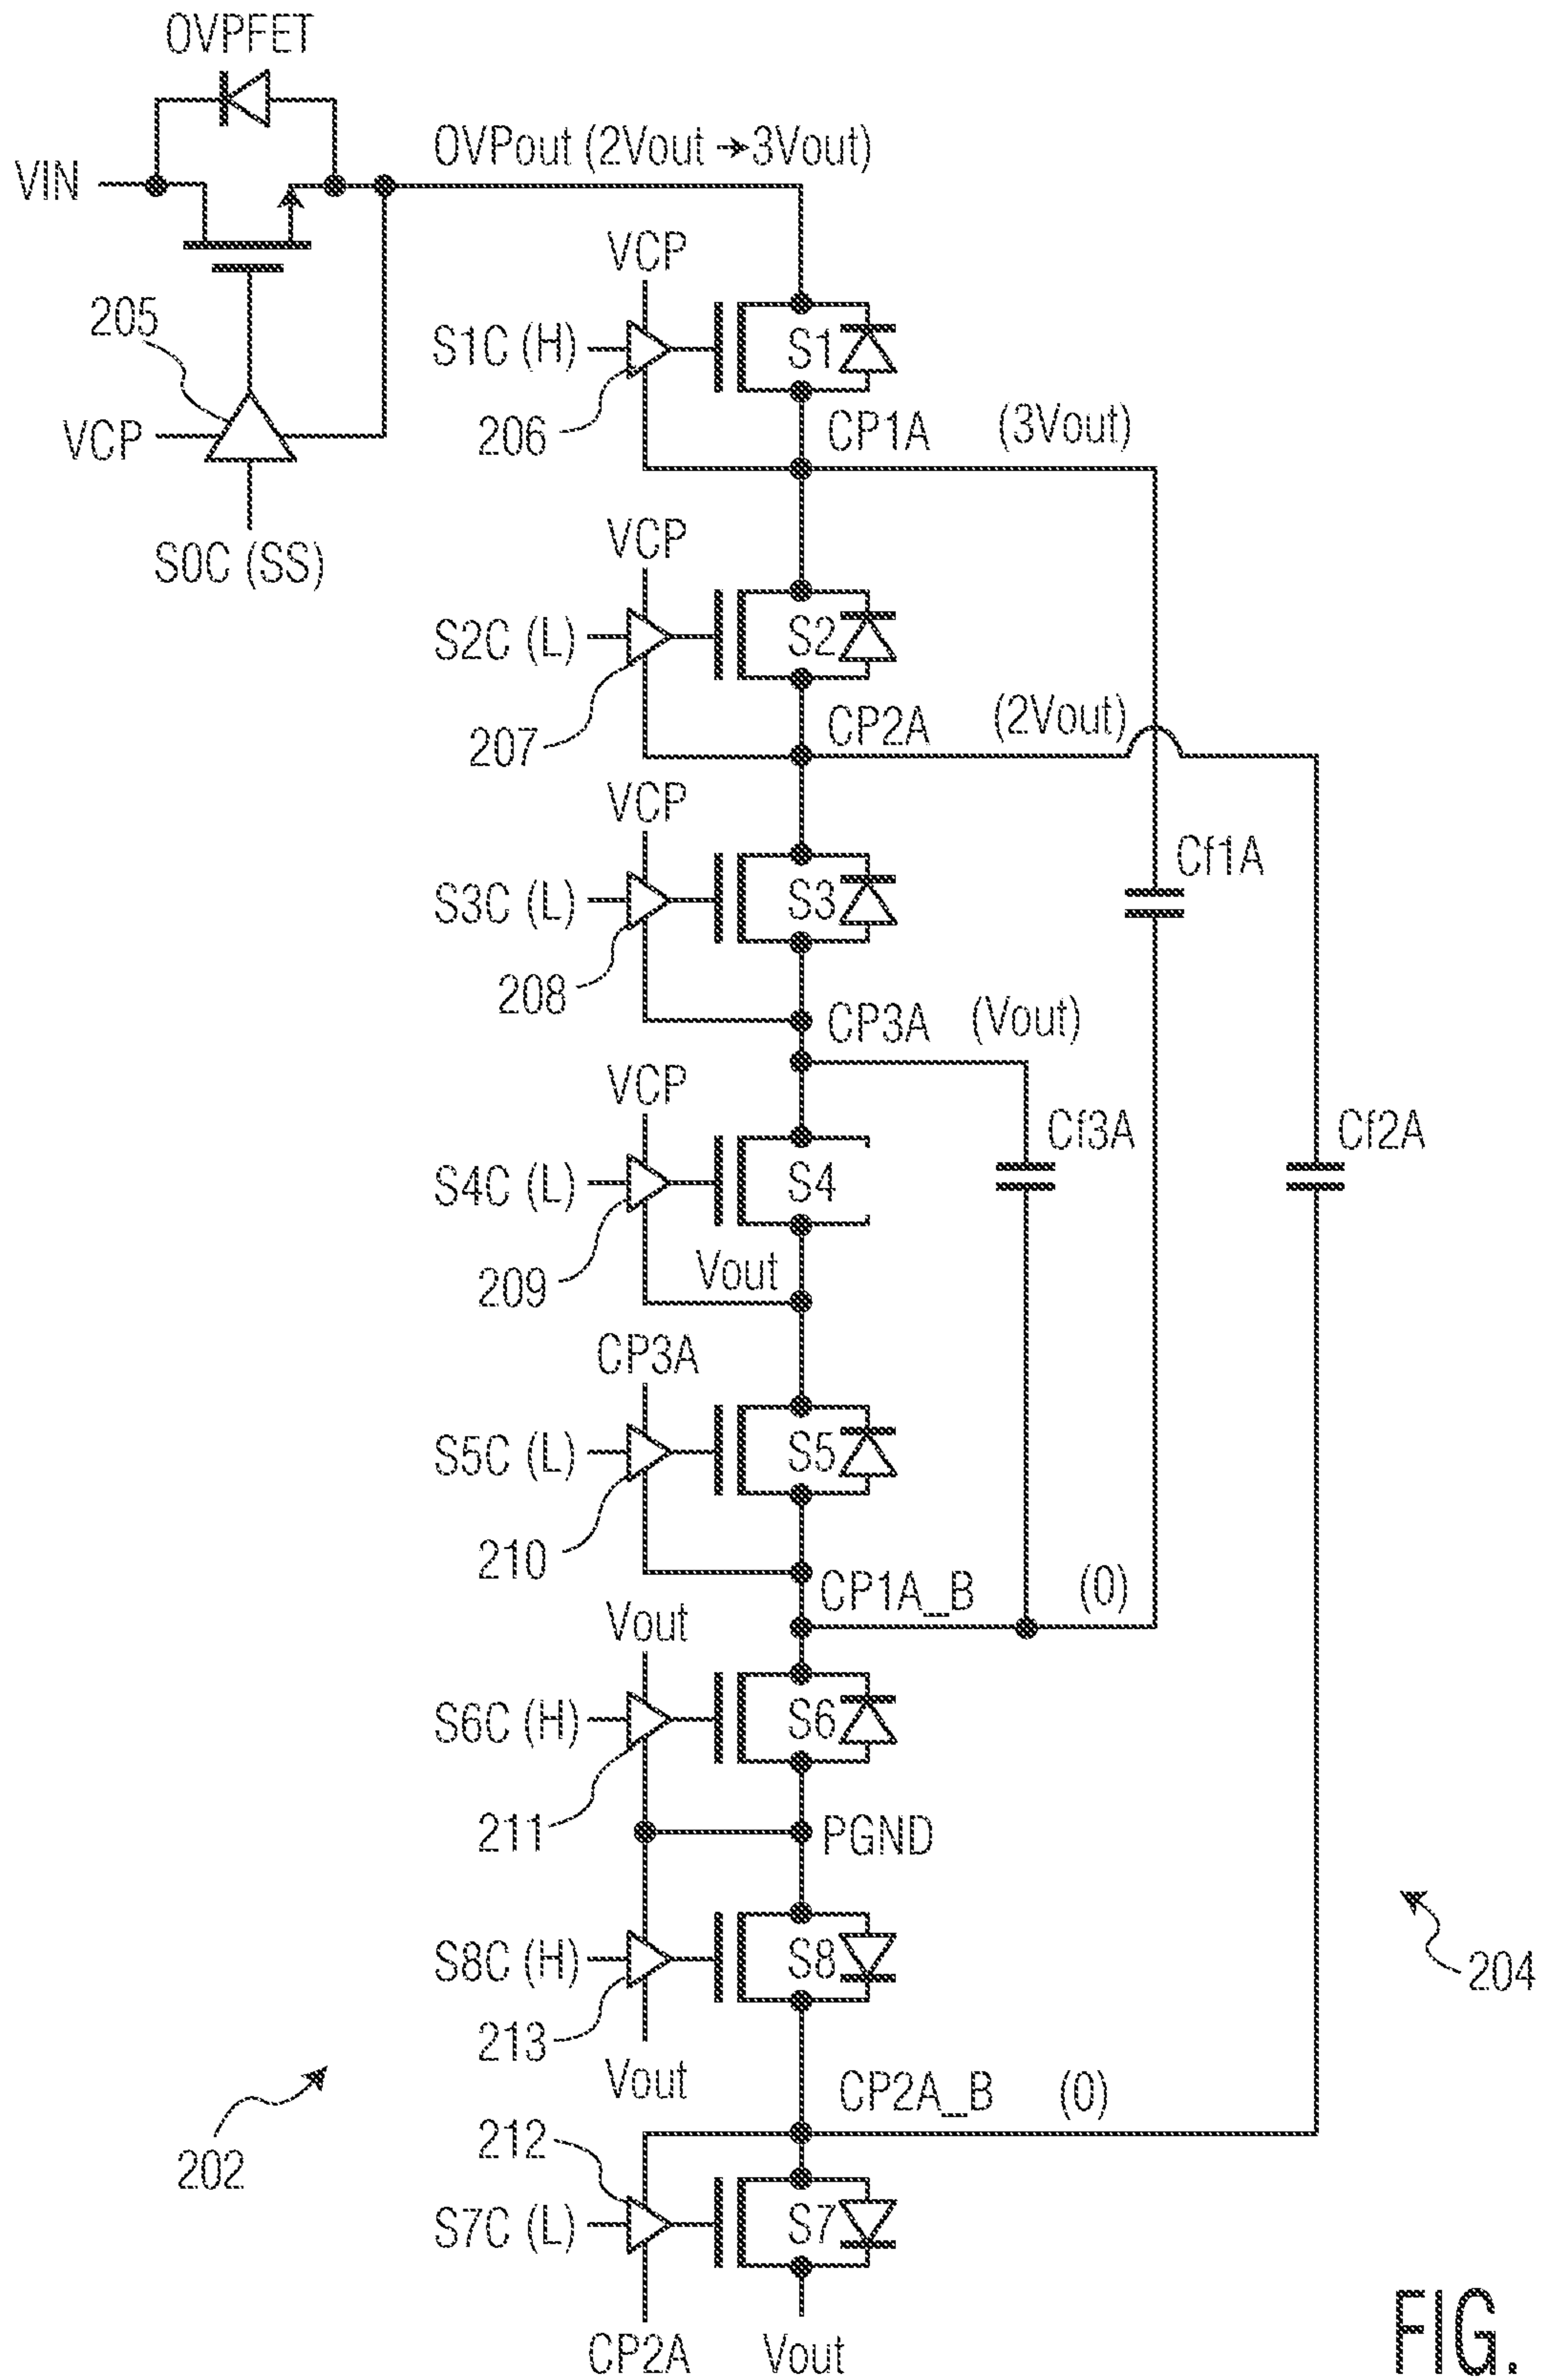 OVPFET
VIN
OVPout (2Vout→3Vout)
205
VCP
S0C (SS)
VCP
S1C (H)
S1
206
CP1A (3Vout)
VCP
S2C (L)
S2
207
CP2A (2Vout)
VCP
S3C (L)
S3
Cf1A
208
CP3A (Vout)
VCP
Cf3A
Cf2A
S4C (L)
S4
209
Vout
CP3A
S5C (L)
S5
210
CP1A_B (0)
Vout
S6C (H)
S6
211
PGND
S8C (H)
S8
204
213
Vout
CP2A_B (0)
202
212
S7C (L)
S7
CP2A
Vout
FIG.